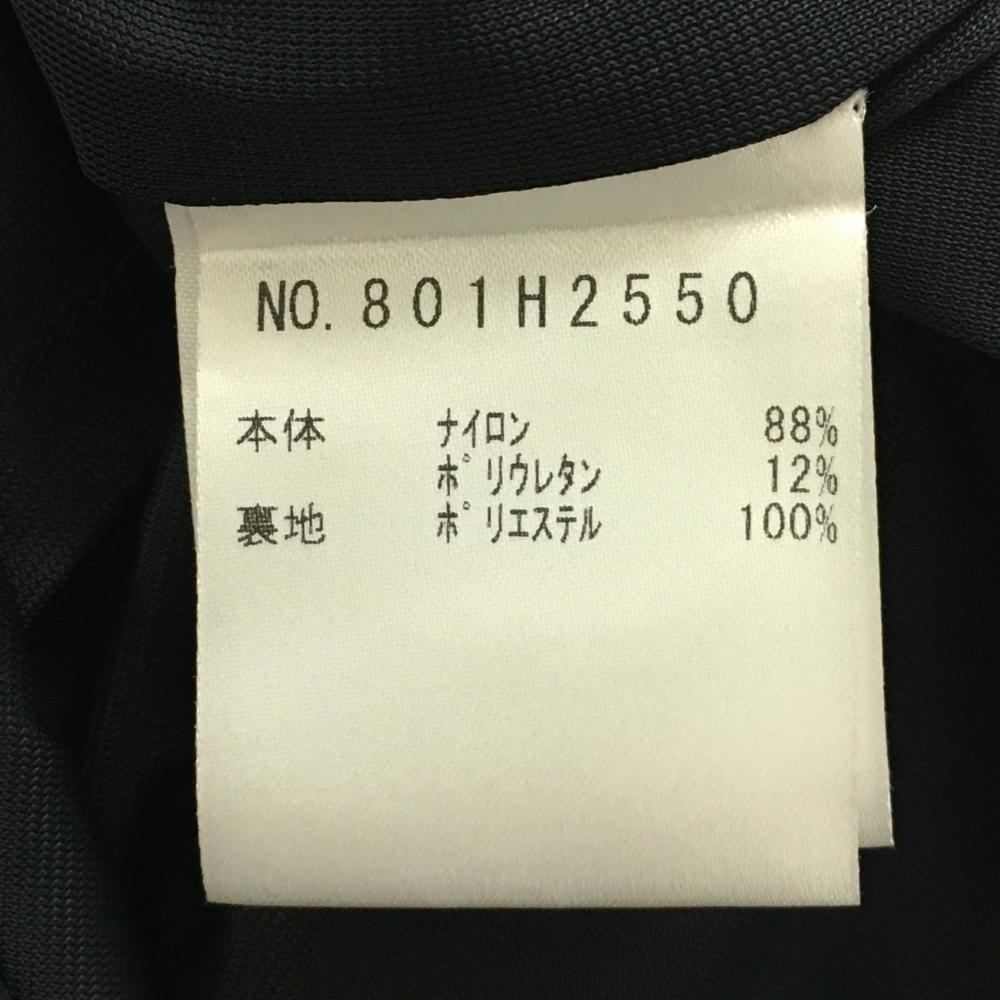 NO.801H2550
本体 ナイロン 88%
ポリウレタン 12%
裏地 ポリエステル 100%